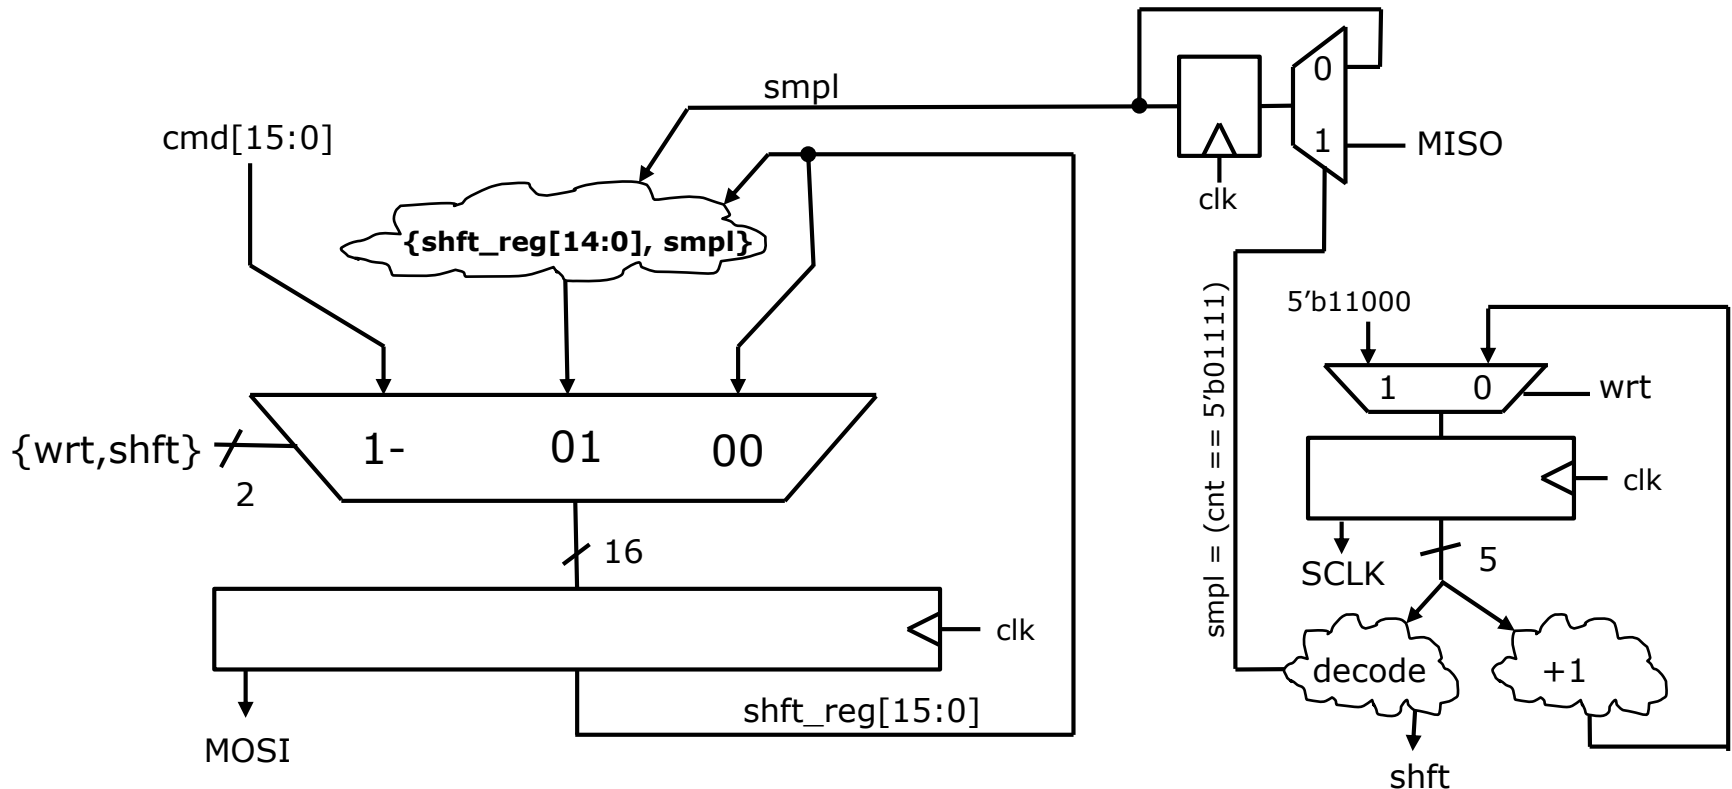 smpl
cmd[15:0]
0
1
MISO
clk
{shft_reg[14:0], smpl}
smpl = (cnt == 5’b01111)
5’b11000
1 0
wrt
{wrt,shft}
2
1- 01 00
clk
16
SCLK
5
clk
decode
+1
shft_reg[15:0]
MOSI
shft